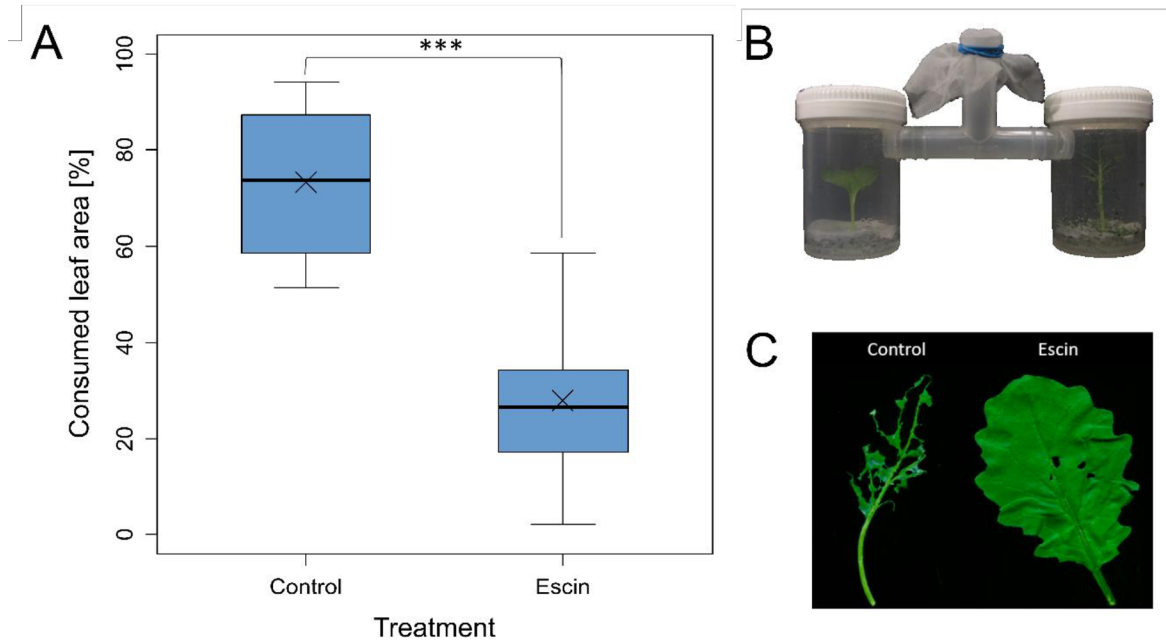 A
***
Consumed leaf area [%]
100
80
60
40
20
0
Control
Escin
Treatment
B
C
Control
Escin